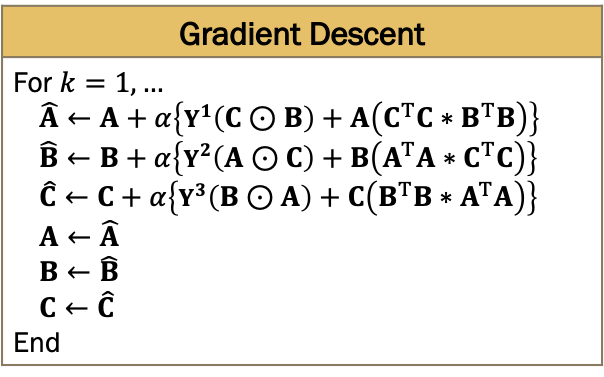 Gradient Descent
For k = 1, …
Â ← A + α{Y¹(C ⊙ B) + A(CᵀC ∗ BᵀB)}
B̂ ← B + α{Y²(A ⊙ C) + B(AᵀA ∗ CᵀC)}
Ĉ ← C + α{Y³(B ⊙ A) + C(BᵀB ∗ AᵀA)}
A ← Â
B ← B̂
C ← Ĉ
End